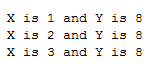 X is 1 and Y is 8
X is 2 and Y is 8
X is 3 and Y is 8